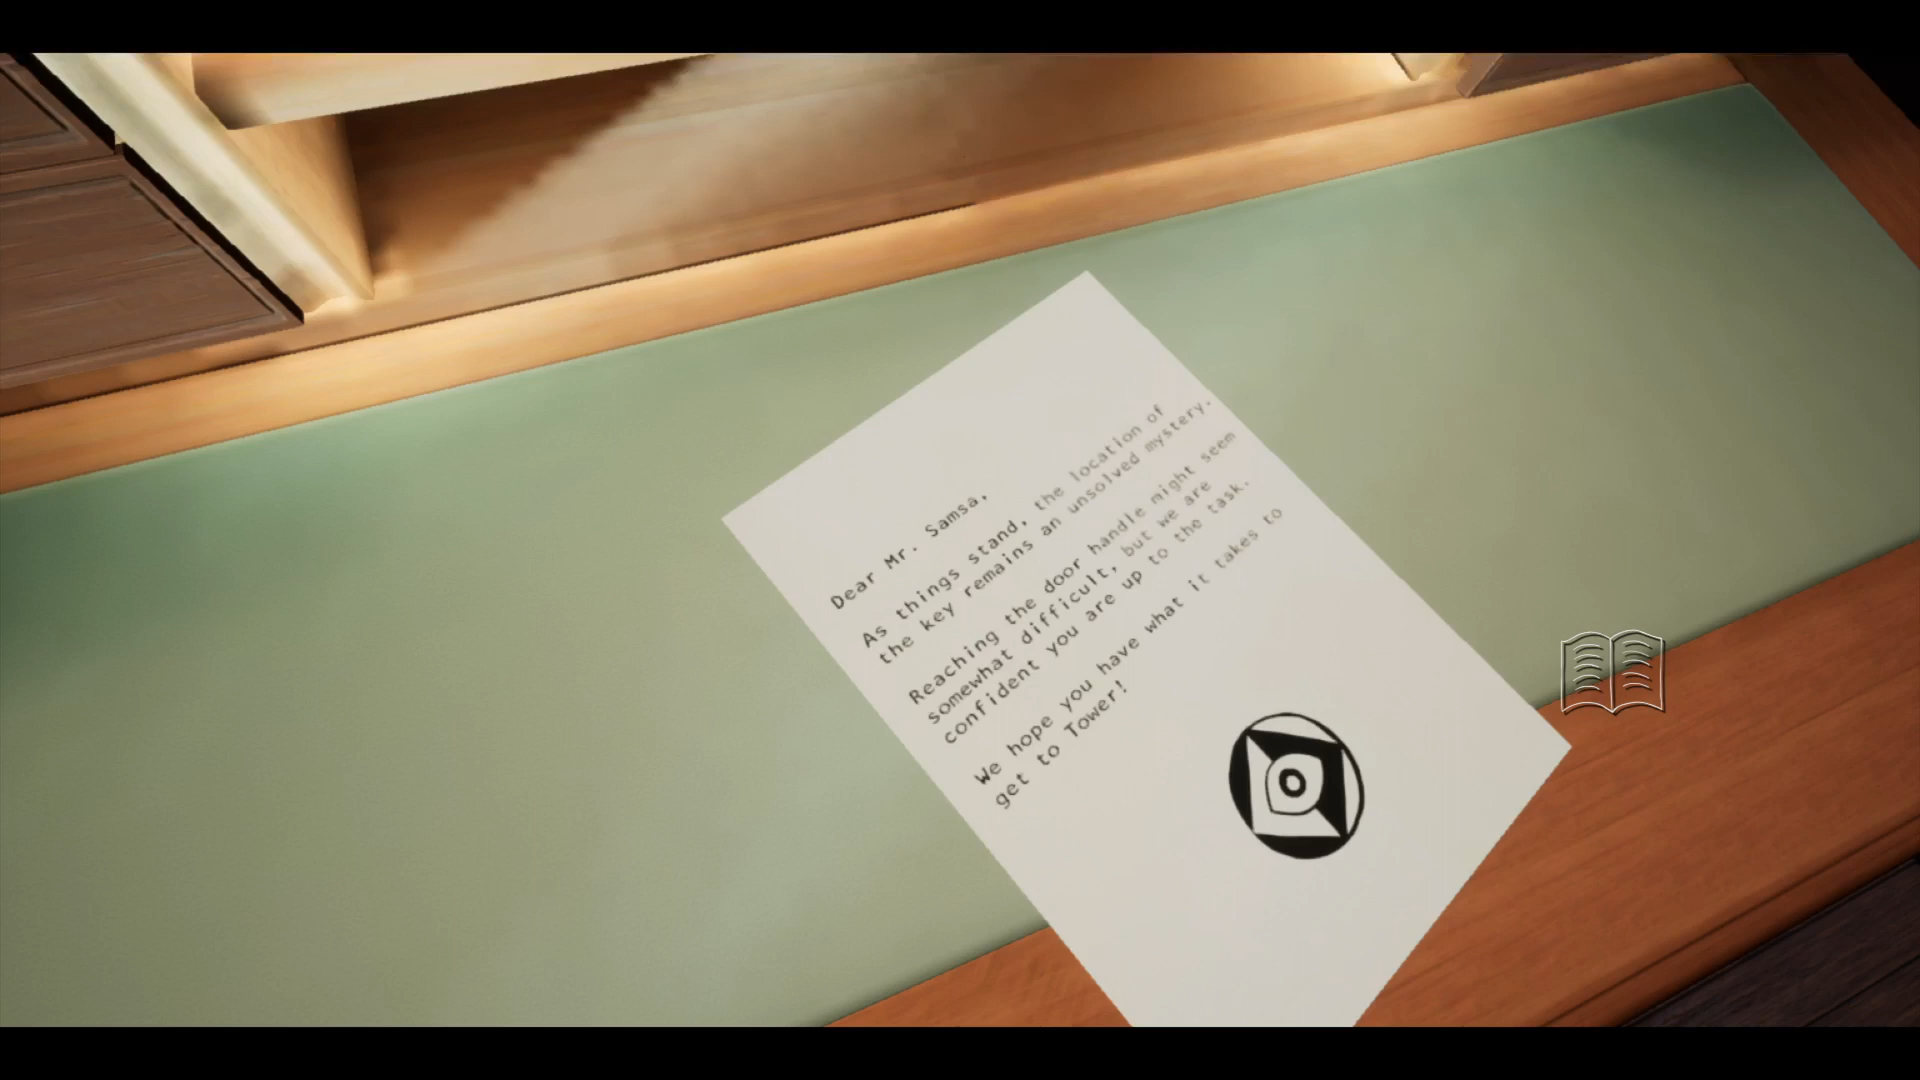 Dear Mr. Samsa,
As things stand, the location of
the key remains an unsolved mystery.
Reaching the door handle might seem
somewhat difficult, but we are
confident you are up to the task.
We hope you have what it takes to
get to Tower!